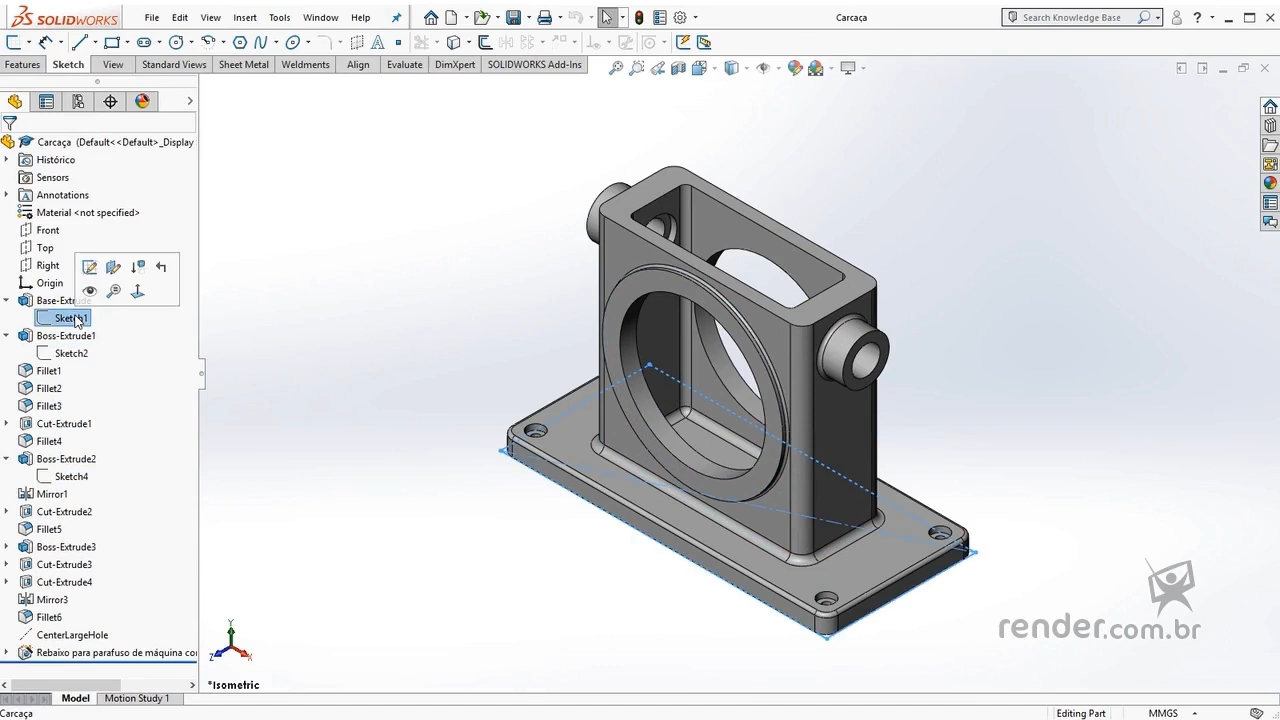 SOLIDWORKS
File Edit View Insert Tools Window Help
Carcaça
Search Knowledge Base
?
Features Sketch View Standard Views Sheet Metal Weldments Align Evaluate DimXpert SOLIDWORKS Add-Ins
Carcaça (Default<<Default>_Display
Histórico
Sensors
Annotations
Material <not specified>
Front
Top
Right
Origin
Base-Extrude
Sketch1
Boss-Extrude1
Sketch2
Fillet1
Fillet2
Fillet3
Cut-Extrude1
Fillet4
Boss-Extrude2
Sketch4
Mirror1
Cut-Extrude2
Fillet5
Boss-Extrude3
Cut-Extrude3
Cut-Extrude4
Mirror3
Fillet6
CenterLargeHole
Rebaixo para parafuso de máquina co
Y
Z X
*Isometric
render.com.br
Model Motion Study 1
Carcaça
Editing Part
MMGS